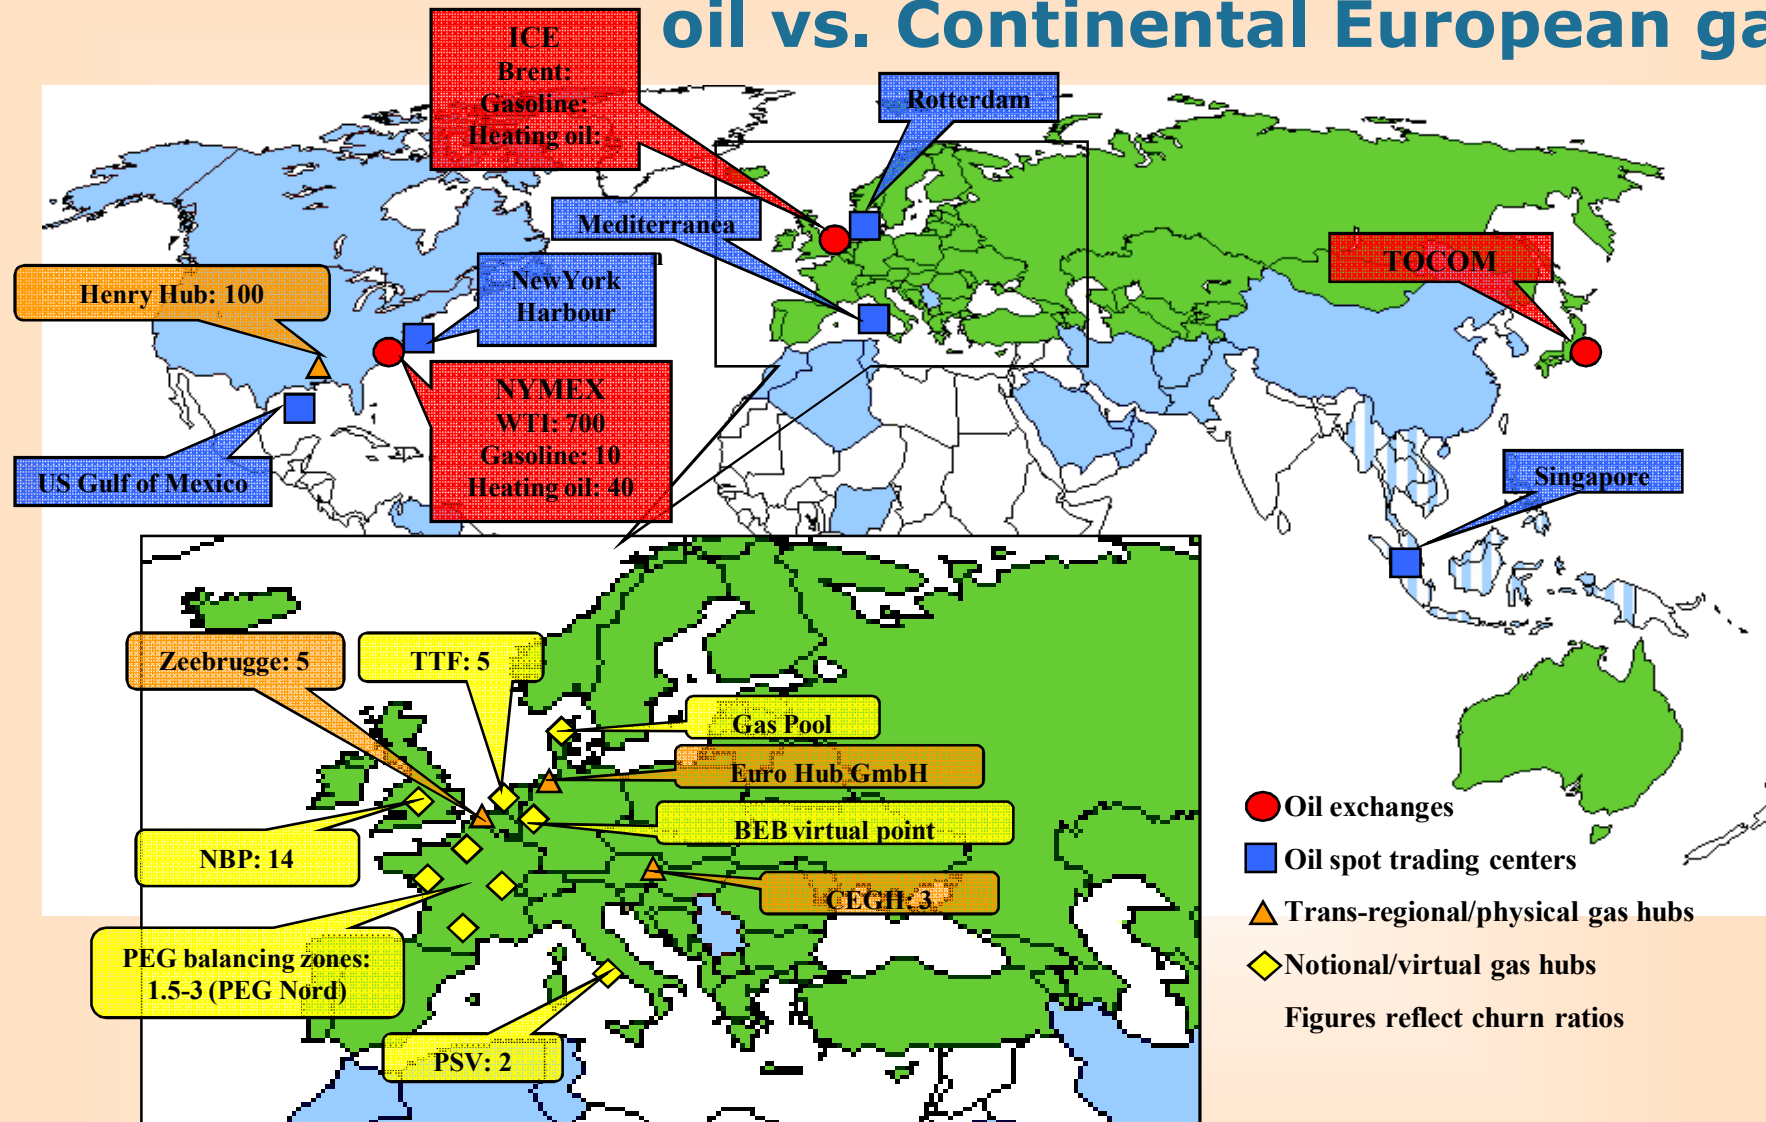 oil vs. Continental European ga
ICE
Brent:
Gasoline:
Heating oil:
Rotterdam
Mediterranea
n
TOCOM
Henry Hub: 100
NewYork
Harbour
NYMEX
WTI: 700
Gasoline: 10
Heating oil: 40
US Gulf of Mexico
Singapore
Zeebrugge: 5
TTF: 5
Gas Pool
Euro Hub GmbH
BEB virtual point
NBP: 14
CEGH: 3
PEG balancing zones:
1.5-3 (PEG Nord)
PSV: 2
Oil exchanges
Oil spot trading centers
Trans-regional/physical gas hubs
Notional/virtual gas hubs
Figures reflect churn ratios